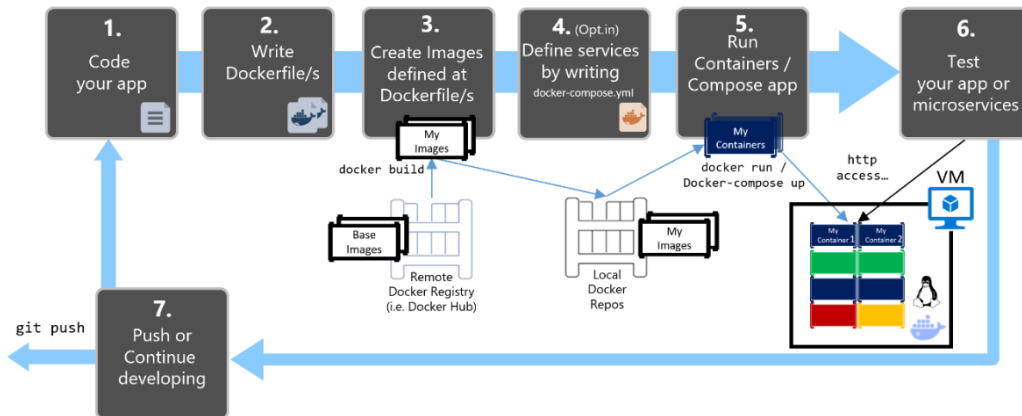 1.
Code
your app
2.
Write
Dockerfile/s
3.
Create Images
defined at
Dockerfile/s
4. (Opt.in)
Define services
by writing
docker-compose.yml
5.
Run
Containers /
Compose app
6.
Test
your app or
microservices
My
Images
docker build
My
Containers
docker run /
Docker-compose up
http
access…
VM
Base
Images
Remote
Docker Registry
(i.e. Docker Hub)
My
Images
Local
Docker
Repos
My
Container 1
My
Container 2
7.
Push or
Continue
developing
git push